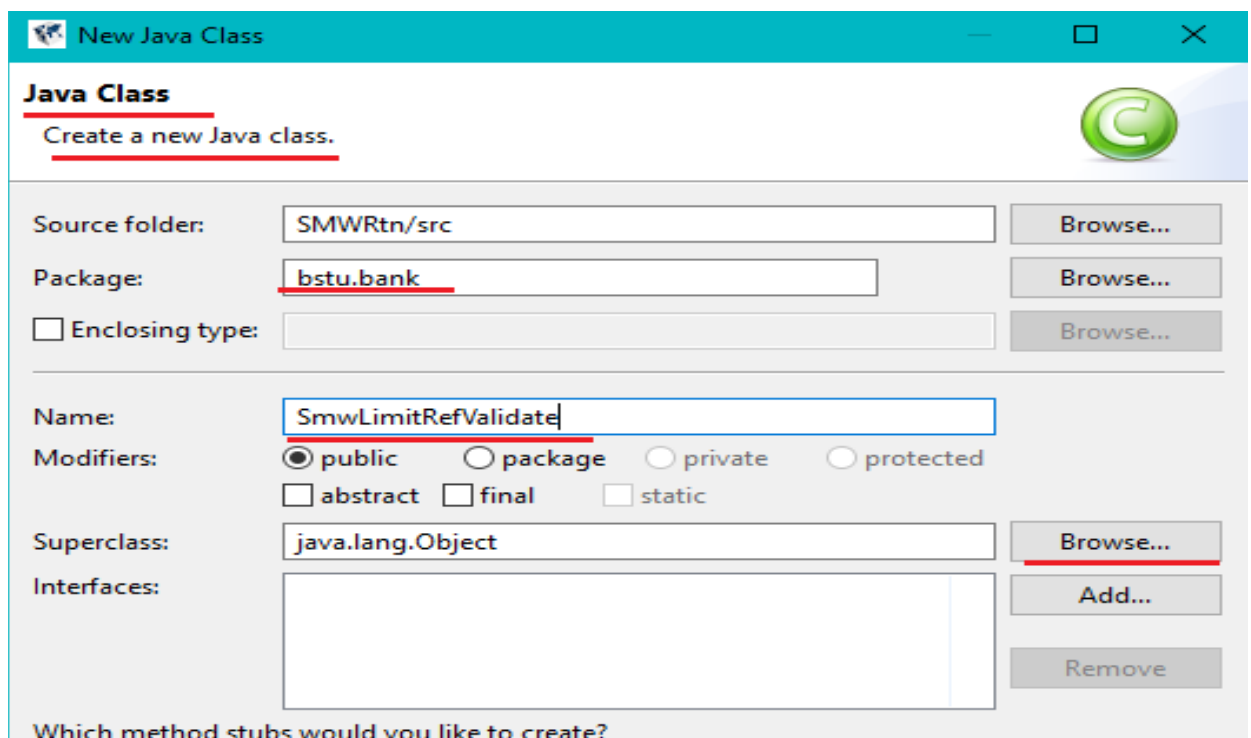 New Java Class
Java Class
Create a new Java class.
C
Source folder: SMWRtn/src Browse...
Package: bstu.bank Browse...
Enclosing type: Browse...
Name: SmwLimitRefValidate
Modifiers: public package private protected
abstract final static
Superclass: java.lang.Object Browse...
Interfaces: Add...
Remove
Which method stubs would you like to create?